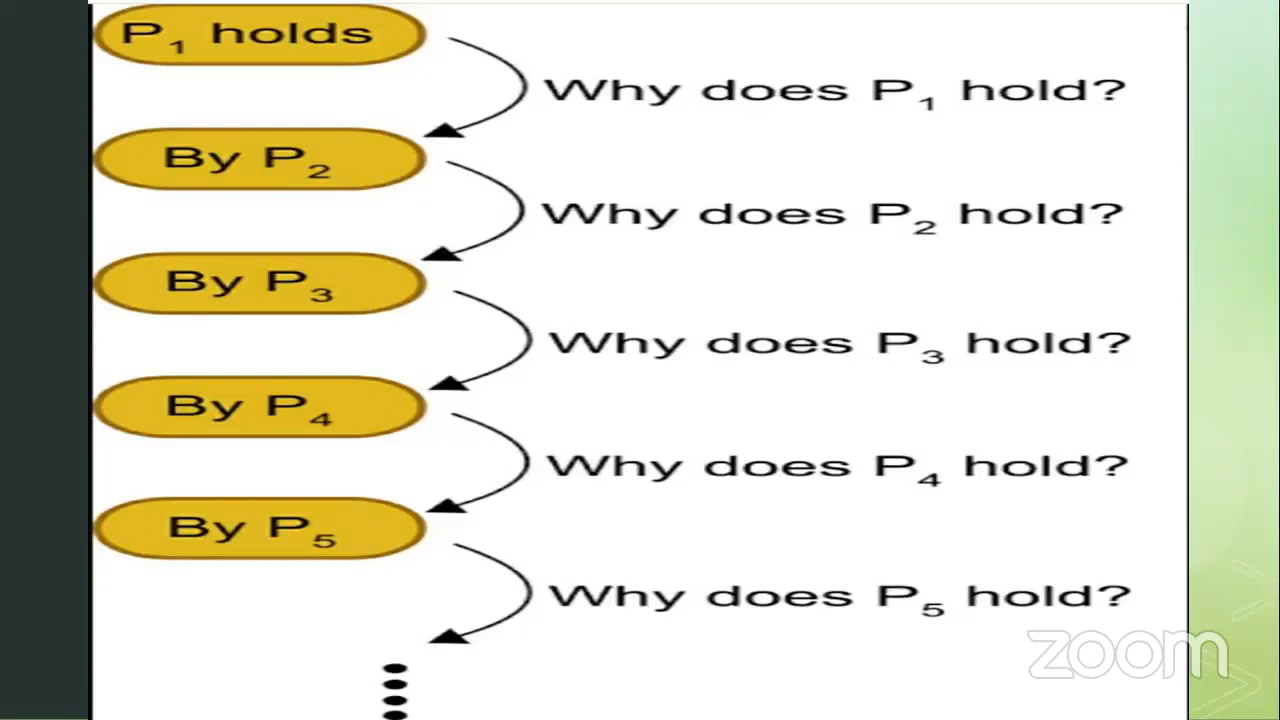 P₁ holds
Why does P₁ hold?
By P₂
Why does P₂ hold?
By P₃
Why does P₃ hold?
By P₄
Why does P₄ hold?
By P₅
Why does P₅ hold?
zoom